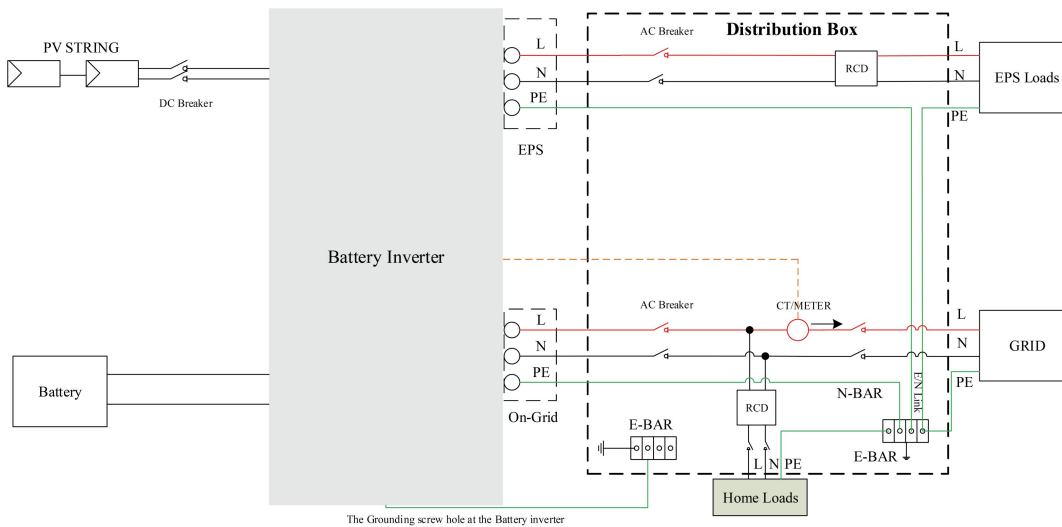 Distribution Box
PV STRING
DC Breaker
L
N
PE
EPS
AC Breaker
RCD
L
N
PE
EPS Loads
Battery Inverter
Battery
L
N
PE
On-Grid
AC Breaker
CT/METER
L
N
PE
GRID
N-BAR
E/N Link
RCD
E-BAR
E-BAR
L N PE
Home Loads
The Grounding screw hole at the Battery inverter